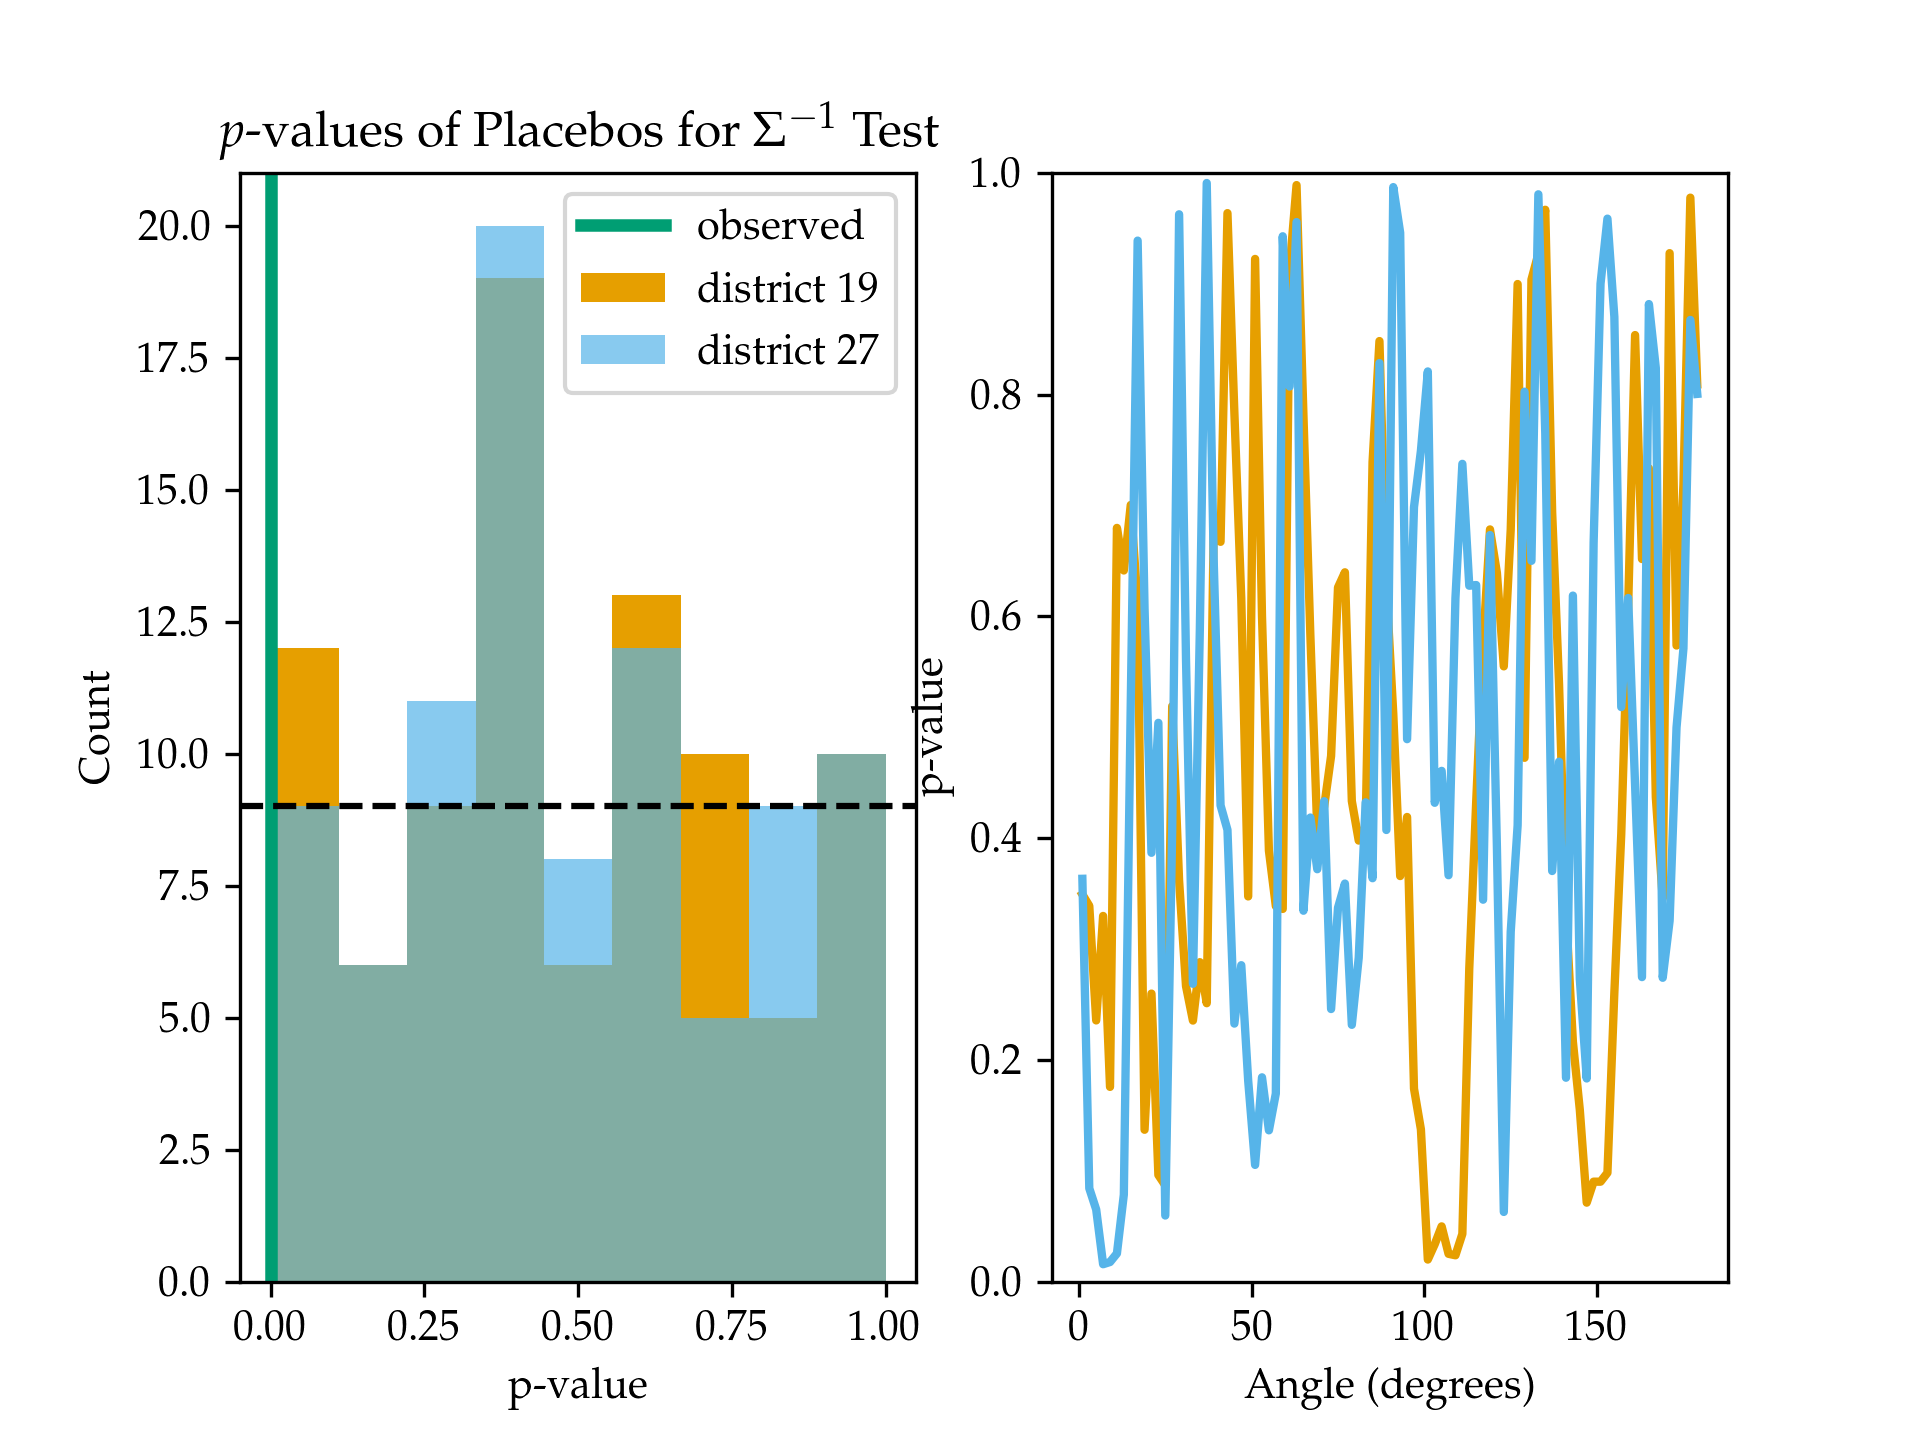 p-values of Placebos for Σ⁻¹ Test
observed
district 19
district 27
Count
20.0
17.5
15.0
12.5
10.0
7.5
5.0
2.5
0.0
0.00 0.25 0.50 0.75 1.00
p-value
p-value
1.0
0.8
0.6
0.4
0.2
0.0
0 50 100 150
Angle (degrees)